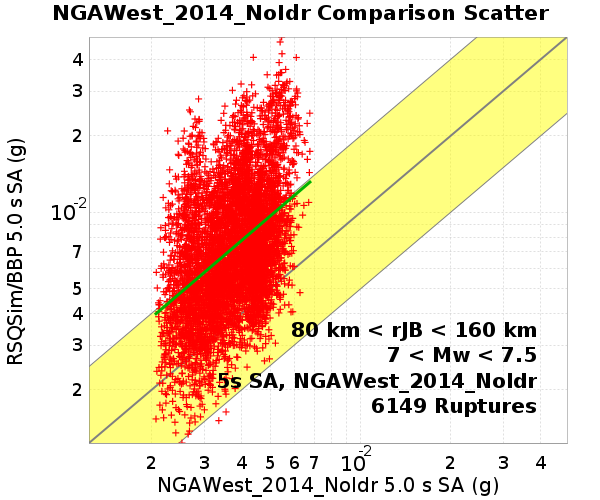 NGAWest_2014_NoIdr Comparison Scatter
RSQSim/BBP 5.0 s SA (g)
4
3
2
10-2
7
5
4
3
2
80 km < rJB < 160 km
7 < Mw < 7.5
5s SA, NGAWest_2014_NoIdr
6149 Ruptures
2 3 4 5 6 7 10-2 2 3 4
NGAWest_2014_NoIdr 5.0 s SA (g)